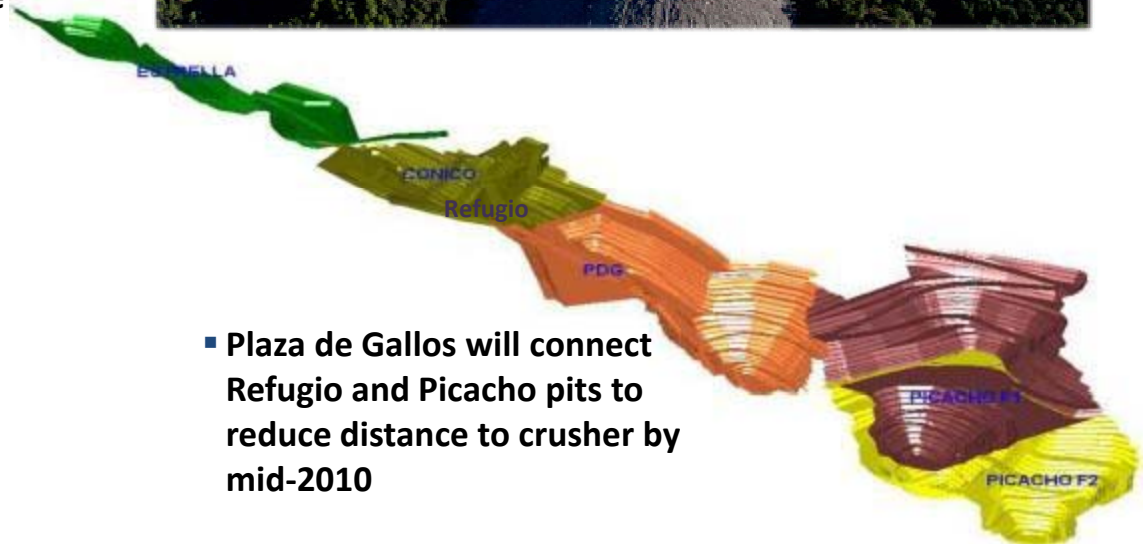 ESTRELLA
CONICO
Refugio
PDG
▪ Plaza de Gallos will connect
Refugio and Picacho pits to
reduce distance to crusher by
mid-2010
PICACHO F1
PICACHO F2